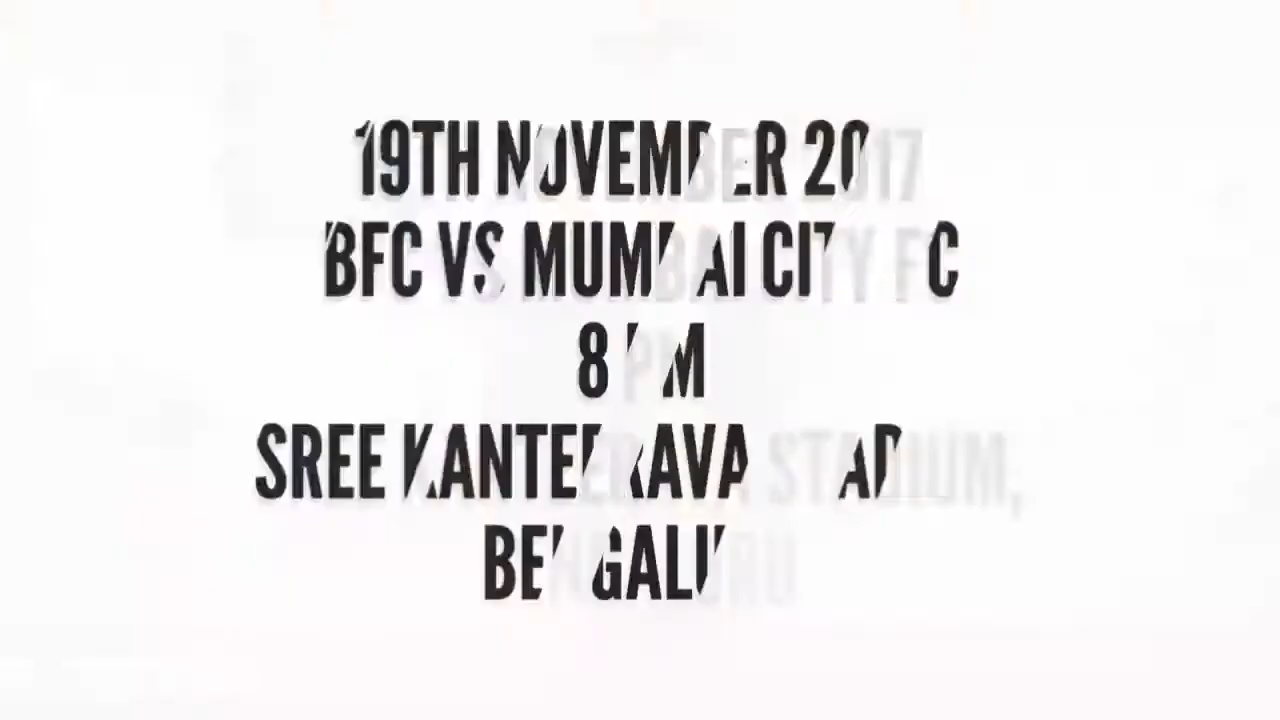 19TH NOVEMBER 2017
BFC VS MUMBAI CITY FC
8 PM
SREE KANTEERAVA STADIUM,
BENGALURU